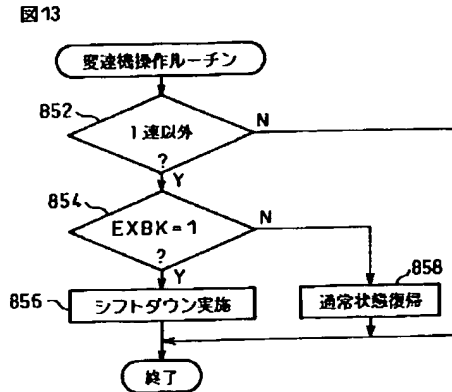 図13
変速機操作ルーチン
852
1速以外
?
N
Y
854
EXBK=1
?
N
Y
856
シフトダウン実施
858
通常状態復帰
終了